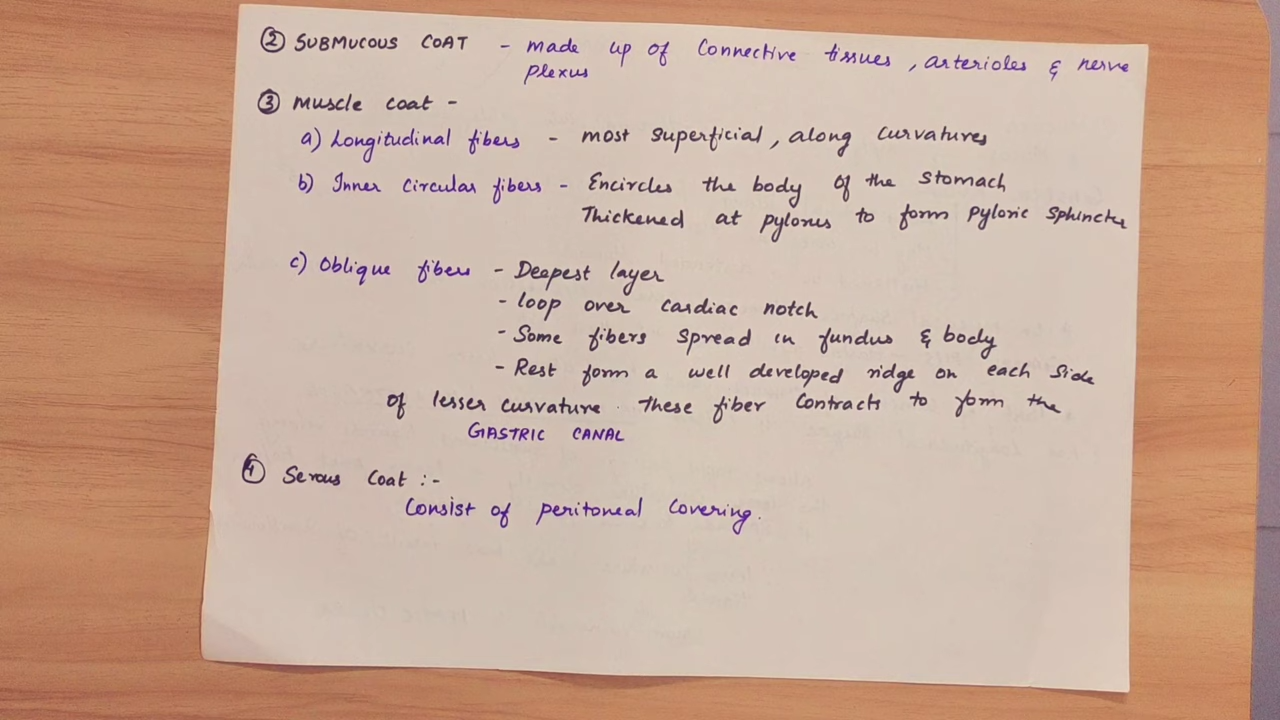 ② SUBMUCOUS COAT - made up of Connective tissues, arterioles & nerve
plexus
③ Muscle coat -
a) Longitudinal fibers - most superficial, along curvatures
b) Inner circular fibers - Encircles the body of the stomach
Thickened at pylorus to form pyloric sphincter
c) Oblique fibers - Deepest layer
- loop over cardiac notch
- Some fibers spread in fundus & body
- Rest form a well developed ridge on each side
of lesser curvature. These fiber contracts to form the
GASTRIC CANAL
④ Serous coat :-
Consist of peritoneal covering.